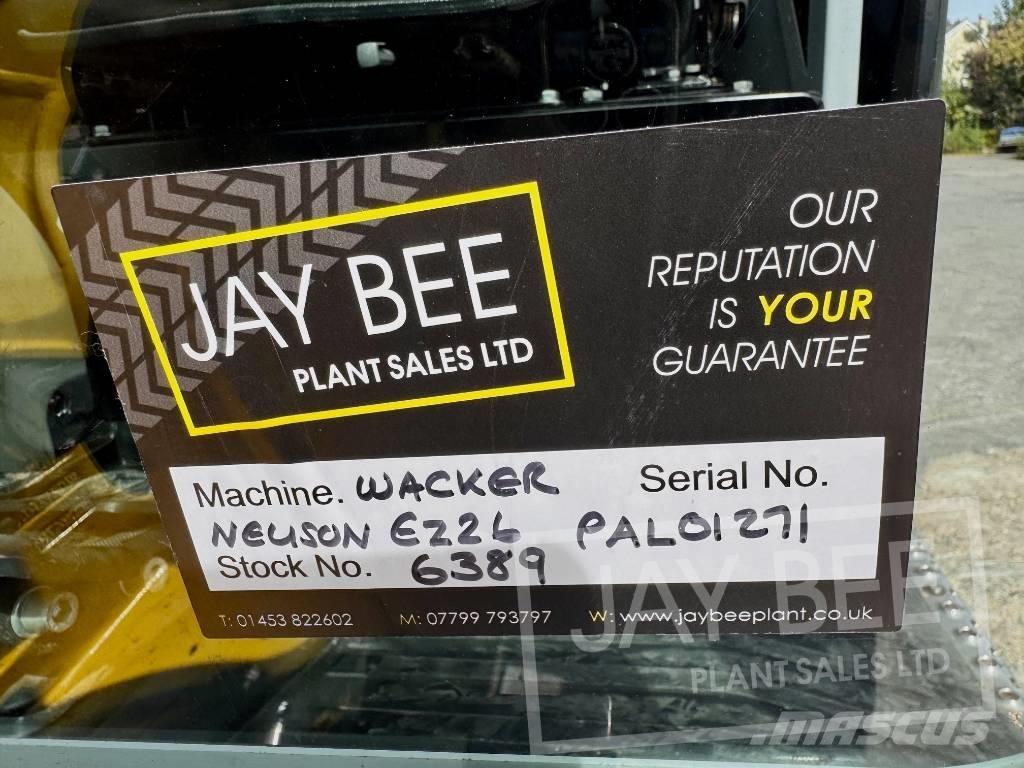 JAY BEE
PLANT SALES LTD
OUR
REPUTATION
IS YOUR
GUARANTEE
Machine. WACKER
NEUSON EZ26
Serial No.
PAL01271
Stock No. 6389
T: 01453 822602 M: 07799 793797 W: www.jaybeeplant.co.uk
JAY BEE
PLANT SALES LTD
MASCUS